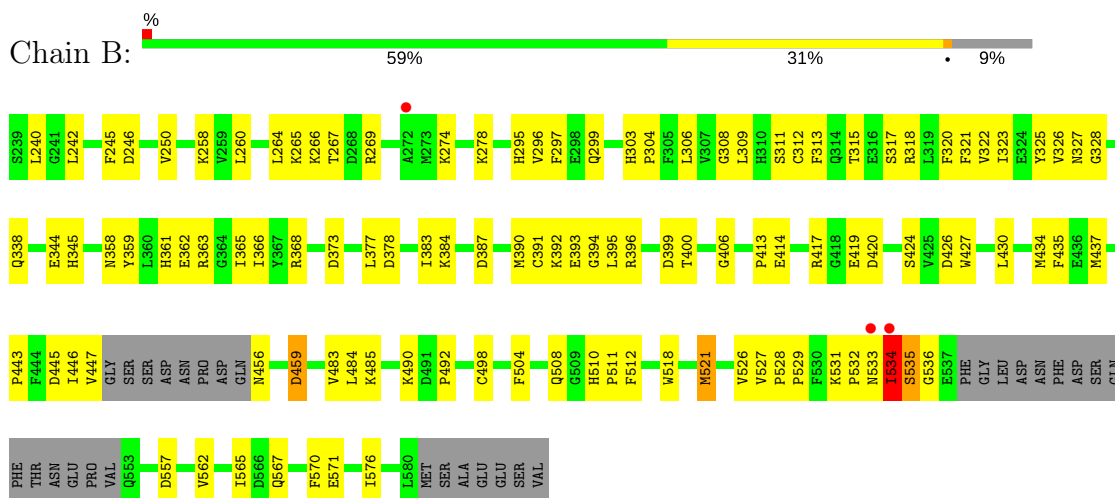 %
Chain B:
59% 31% • 9%
S239 L240 G241 L242 F245 D246 V250 K258 V259 L260 L264 K265 K266 T267 D268 R269 A272 M273 K274 K278 H295 V296 F297 E298 Q299 H303 P304 F305 L306 V307 G308 L309 H310 S311 C312 F313 Q314 T315 E316 S317 R318 L319 F320 F321 V322 I323 E324 Y325 V326 N327 G328
Q338 E344 H345 N358 Y359 L360 H361 E362 R363 G364 I365 I366 Y367 R368 D373 L377 D378 I383 K384 D387 M390 C391 K392 E393 G394 L395 R396 D399 T400 G406 P413 E414 R417 G418 E419 D420 S424 V425 D426 W427 L430 M434 F435 E436 M437
P443 F444 D445 I446 V447 GLY SER SER ASP ASN PRO ASP GLN N456 D459 V483 L484 K485 K490 D491 P492 C498 F504 Q508 G509 H510 P511 F512 W518 M521 V526 V527 P528 P529 F530 K531 P532 N533 I534 S535 G536 E537 PHE GLY LEU ASP ASN PHE ASP SER GLN
PHE THR ASN GLU PRO VAL Q553 D557 V562 I565 D566 Q567 F570 E571 I576 L580 MET SER ALA GLU GLU SER VAL